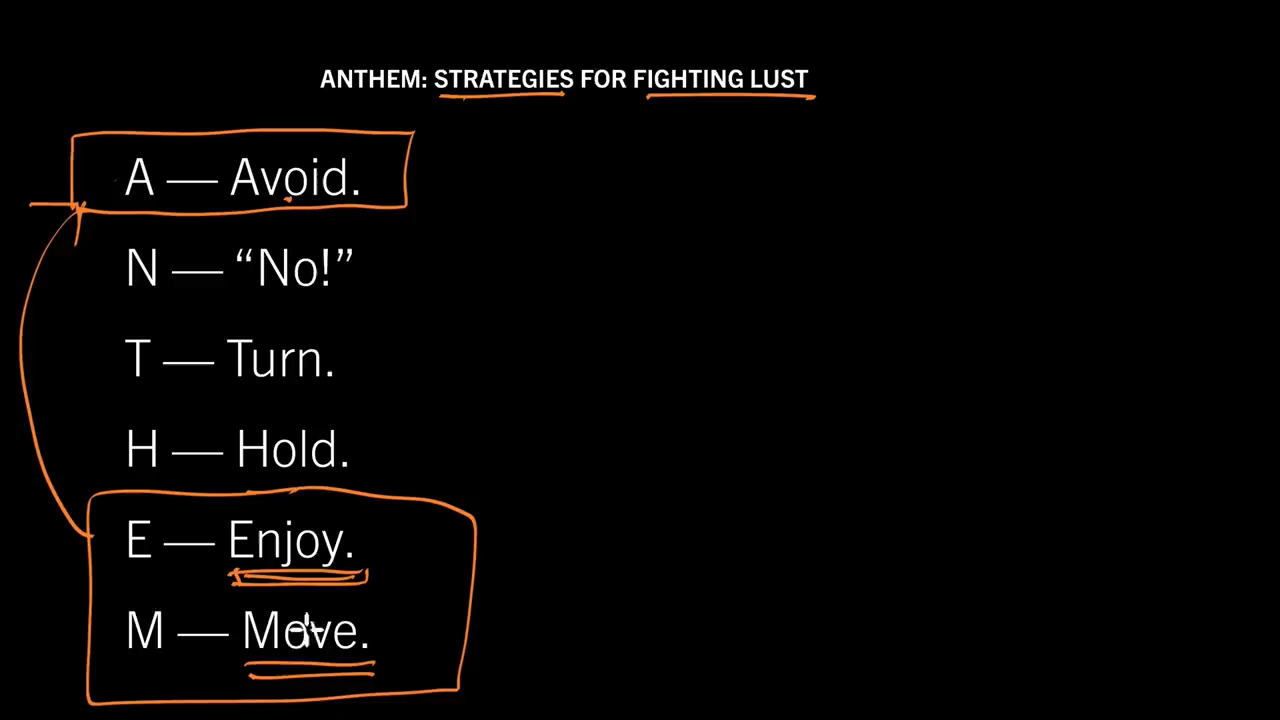 ANTHEM: STRATEGIES FOR FIGHTING LUST
A — Avoid.
N — “No!”
T — Turn.
H — Hold.
E — Enjoy.
M — Move.